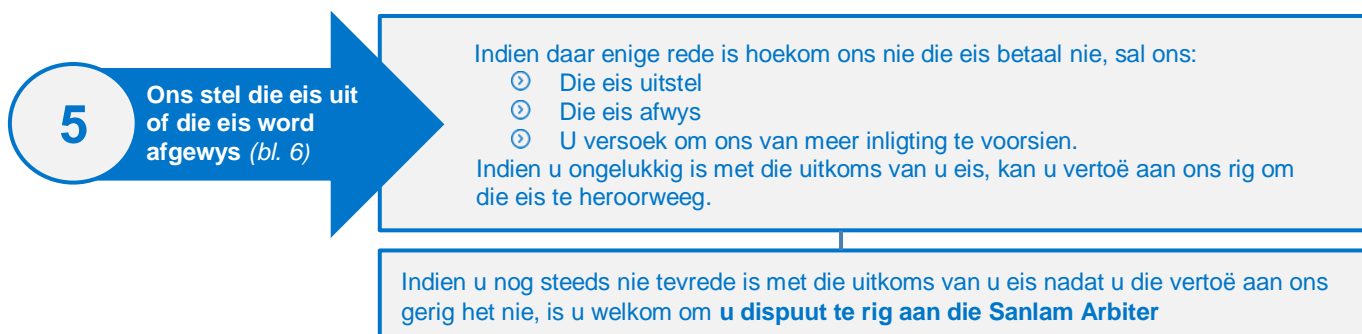 5
Ons stel die eis uit
of die eis word
afgewys (bl. 6)
Indien daar enige rede is hoekom ons nie die eis betaal nie, sal ons:
Die eis uitstel
Die eis afwys
U versoek om ons van meer inligting te voorsien.
Indien u ongelukkig is met die uitkoms van u eis, kan u vertoë aan ons rig om
die eis te heroorweeg.
Indien u nog steeds nie tevrede is met die uitkoms van u eis nadat u die vertoë aan ons
gerig het nie, is u welkom om u dispuut te rig aan die Sanlam Arbiter